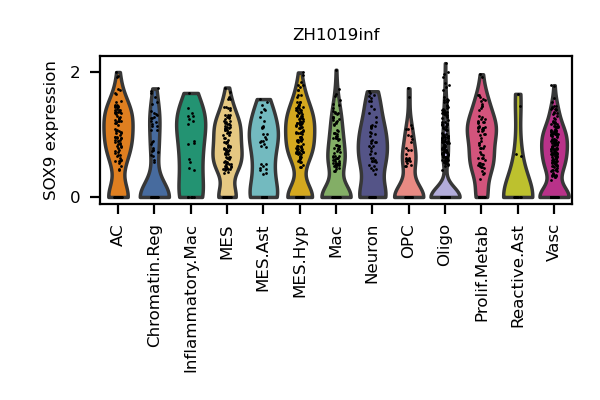 ZH1019inf
SOX9 expression
2
0
AC
Chromatin.Reg
Inflammatory.Mac
MES
MES.Ast
MES.Hyp
Mac
Neuron
OPC
Oligo
Prolif.Metab
Reactive.Ast
Vasc